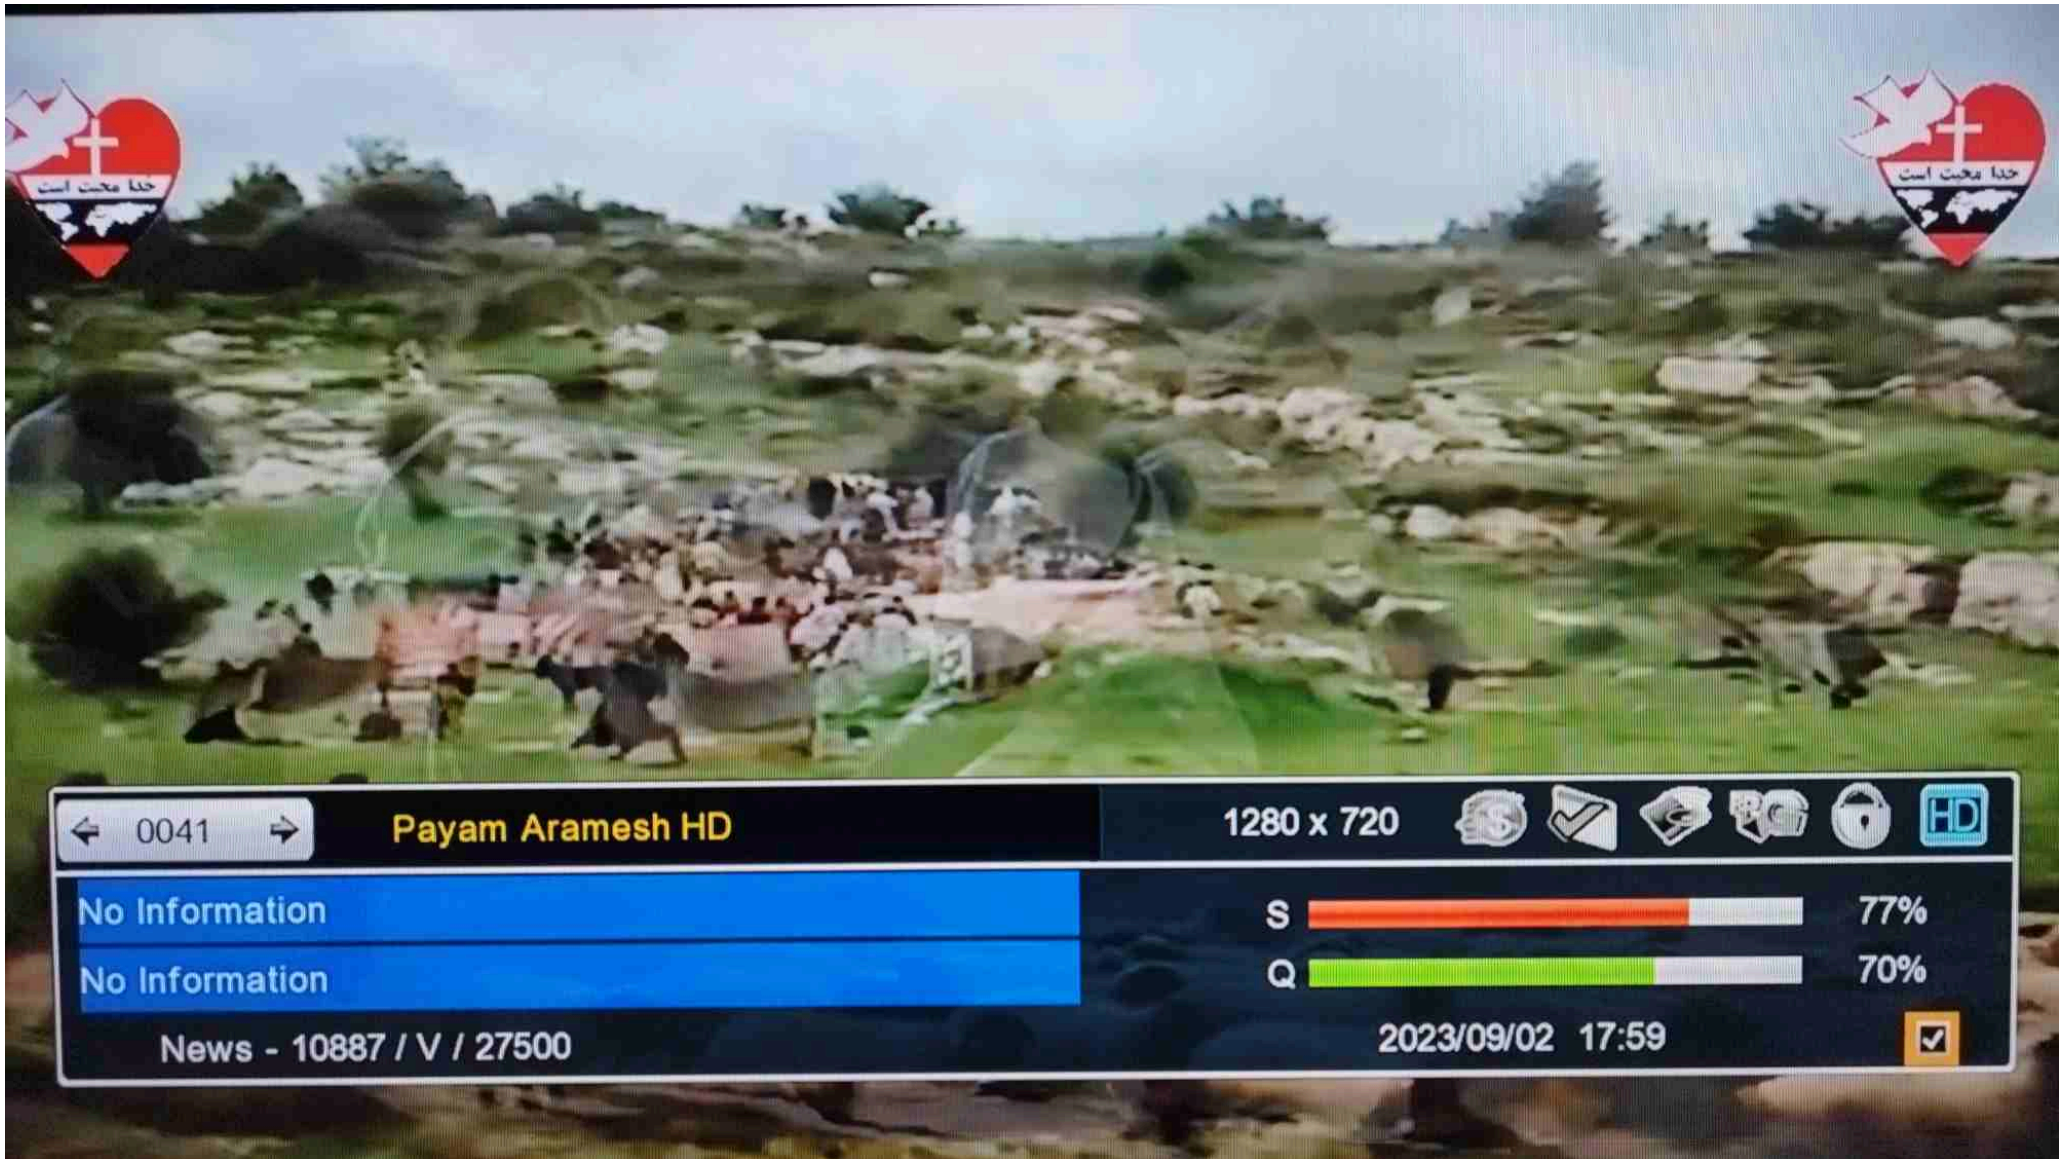 خدا محبت است
خدا محبت است
0041
Payam Aramesh HD
1280 x 720
HD
No Information
S 77%
No Information
Q 70%
News - 10887 / V / 27500
2023/09/02 17:59